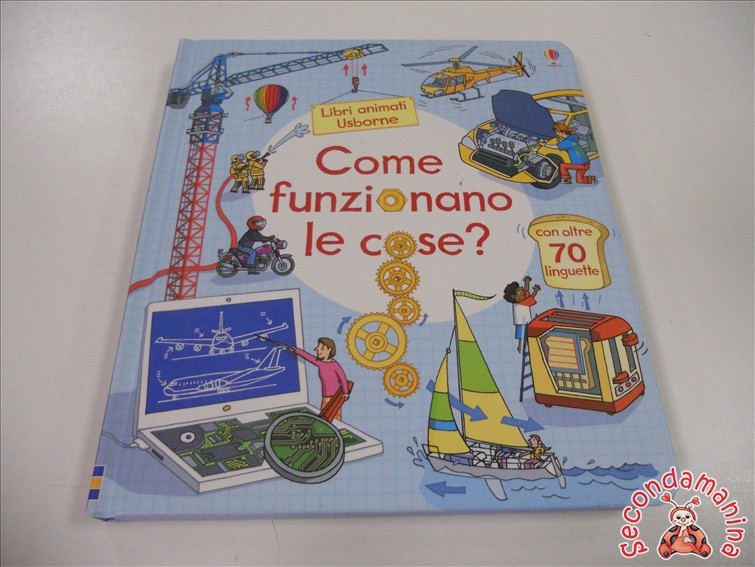 Libri animati
Usborne
Come
funzionano
le cose?
con oltre
70
linguette
secondamanina